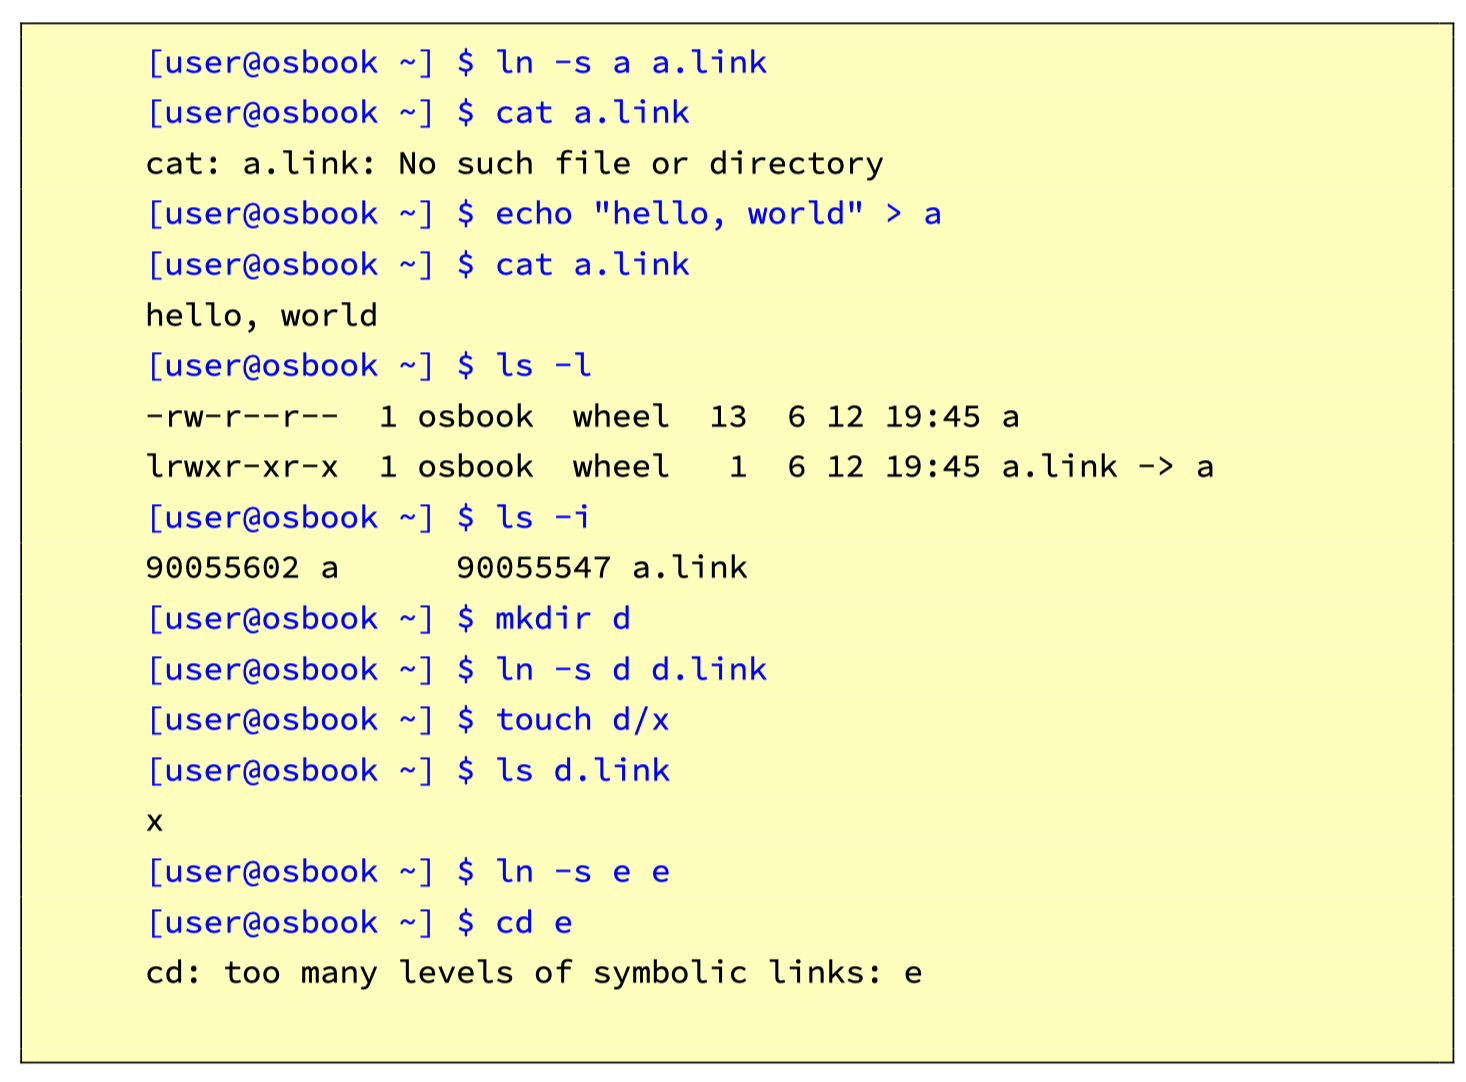 [user@osbook ~] $ ln -s a a.link
[user@osbook ~] $ cat a.link
cat: a.link: No such file or directory
[user@osbook ~] $ echo "hello, world" > a
[user@osbook ~] $ cat a.link
hello, world
[user@osbook ~] $ ls -l
-rw-r--r--  1 osbook  wheel  13  6 12 19:45 a
lrwxr-xr-x  1 osbook  wheel   1  6 12 19:45 a.link -> a
[user@osbook ~] $ ls -i
90055602 a      90055547 a.link
[user@osbook ~] $ mkdir d
[user@osbook ~] $ ln -s d d.link
[user@osbook ~] $ touch d/x
[user@osbook ~] $ ls d.link
x
[user@osbook ~] $ ln -s e e
[user@osbook ~] $ cd e
cd: too many levels of symbolic links: e